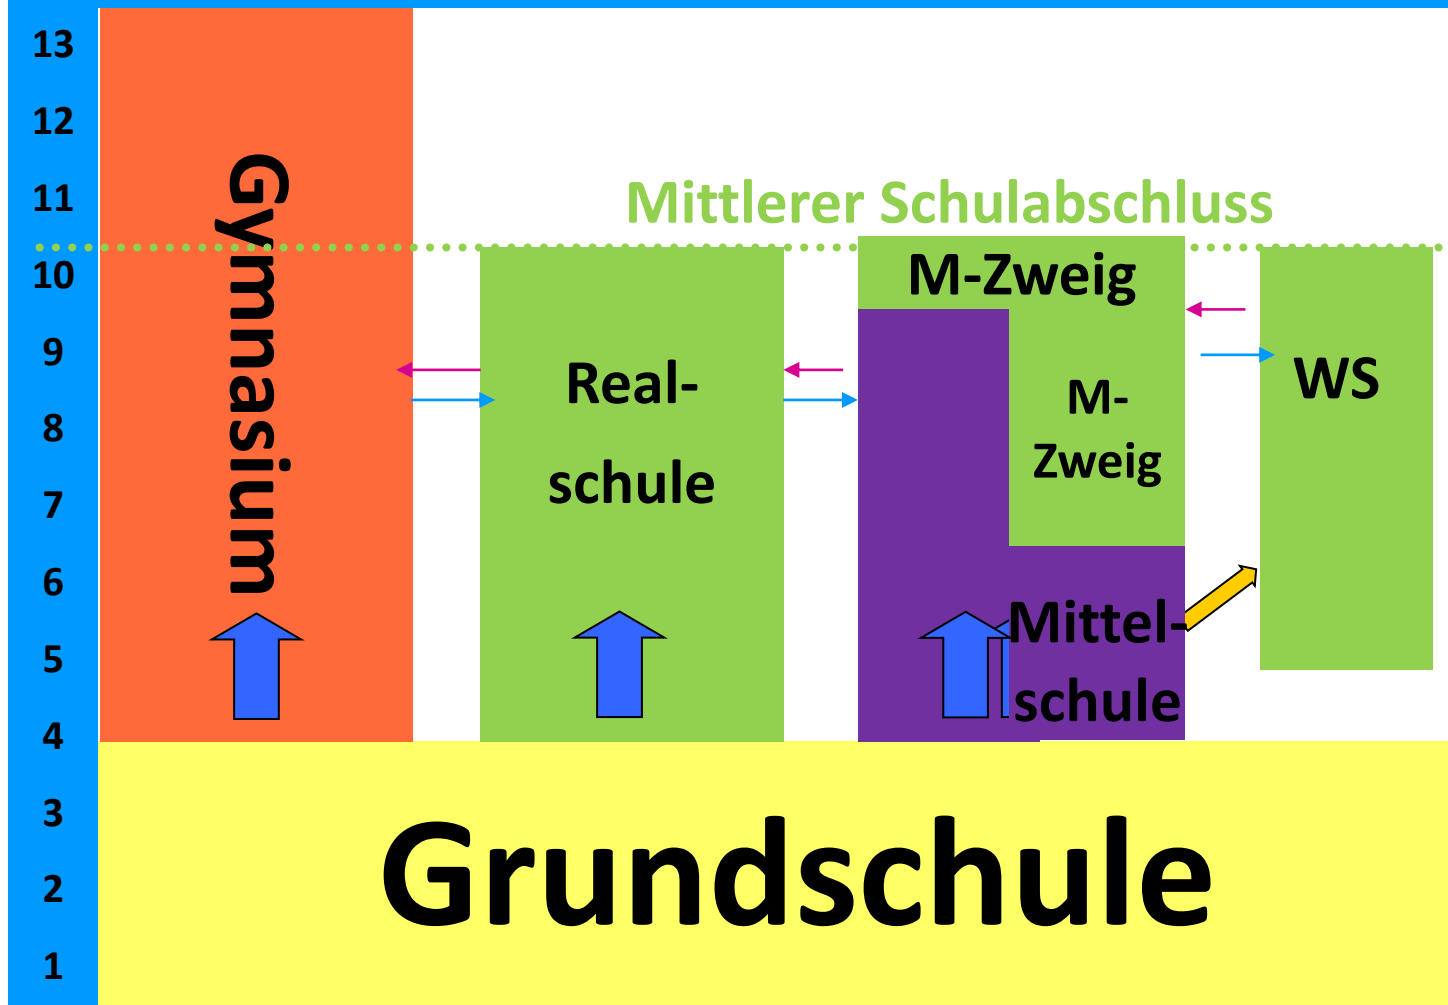 13
12
11
10
9
8
7
6
5
4
3
2
1
Gymnasium
Mittlerer Schulabschluss
Real-
schule
M-Zweig
M-
Zweig
Mittel-
schule
WS
Grundschule